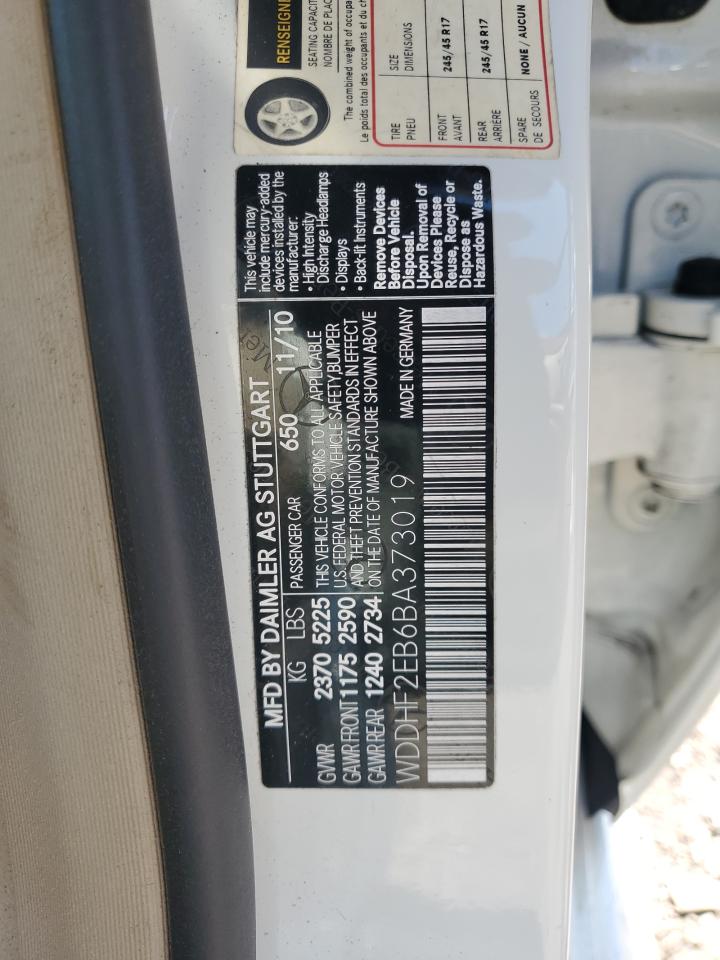 MFD BY DAIMLER AG STUTTGART
KG LBS PASSENGER CAR 650 11/10
GVWR 2370 5225
GAWR FRONT 1175 2590
GAWR REAR 1240 2734
THIS VEHICLE CONFORMS TO ALL APPLICABLE
U.S. FEDERAL MOTOR VEHICLE SAFETY BUMPER
AND THEFT PREVENTION STANDARDS IN EFFECT
ON THE DATE OF MANUFACTURE SHOWN ABOVE
WDDHF2EB6BA373019 MADE IN GERMANY
This vehicle may
include mercury-added
devices installed by the
manufacturer:
• High Intensity
Discharge Headlamps
• Displays
• Back-lit Instruments
Remove Devices
Before Vehicle
Disposal.
Upon Removal of
Devices Please
Reuse, Recycle or
Dispose as
Hazardous Waste.
SEATING CAPACIT
NOMBRE DE PLAC
The combined weight of occupa
Le poids total des occupants et du c
TIRE SIZE
PNEU DIMENSIONS
FRONT 245/45 R17
AVANT
REAR 245/45 R17
ARRIÈRE
SPARE NONE / AUCUN
DE SECOURS